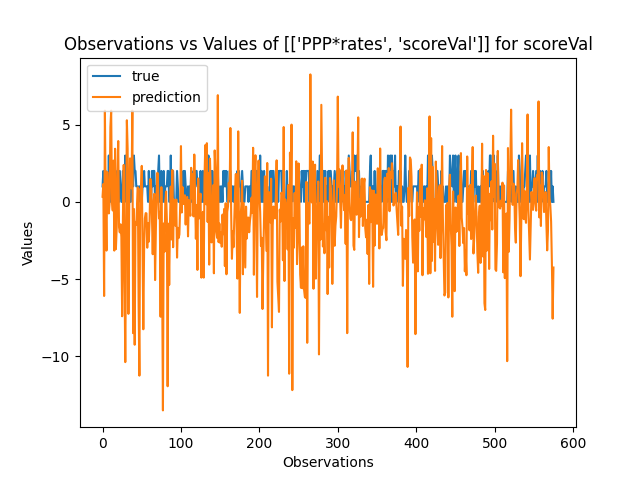 Observations vs Values of [['PPP*rates', 'scoreVal']] for scoreVal
true
prediction
5
0
−5
−10
Values
0 100 200 300 400 500 600
Observations